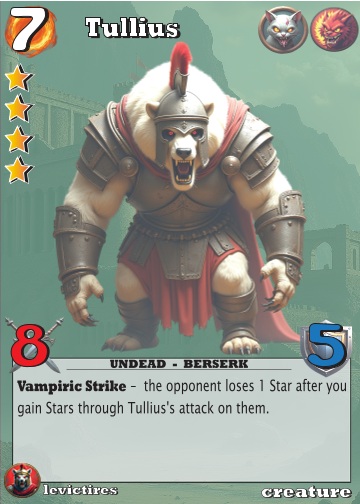 7 Tullius
8
5
UNDEAD - BERSERK
Vampiric Strike - the opponent loses 1 Star after you
gain Stars through Tullius's attack on them.
levictires
creature